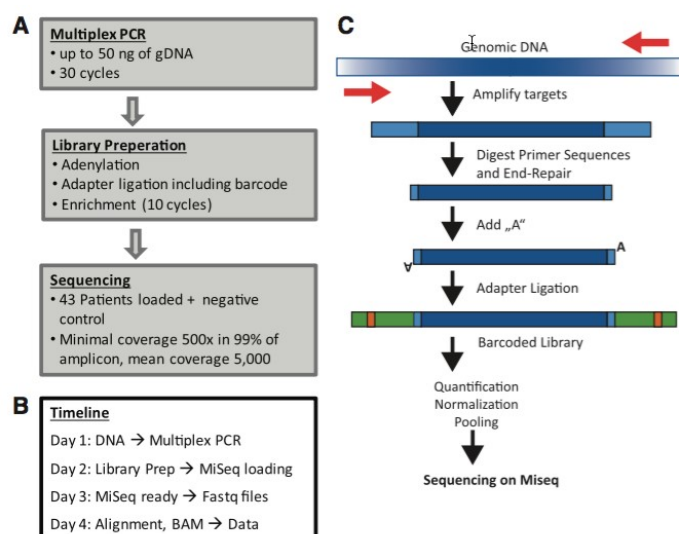 A
Multiplex PCR
• up to 50 ng of gDNA
• 30 cycles
Library Preperation
• Adenylation
• Adapter ligation including barcode
• Enrichment (10 cycles)
Sequencing
• 43 Patients loaded + negative
control
• Minimal coverage 500x in 99% of
amplicon, mean coverage 5,000
B
Timeline
Day 1: DNA → Multiplex PCR
Day 2: Library Prep → MiSeq loading
Day 3: MiSeq ready → Fastq files
Day 4: Alignment, BAM → Data
C
Genomic DNA
Amplify targets
Digest Primer Sequences
and End-Repair
Add „A“
A
A
Adapter Ligation
Barcoded Library
Quantification
Normalization
Pooling
Sequencing on Miseq